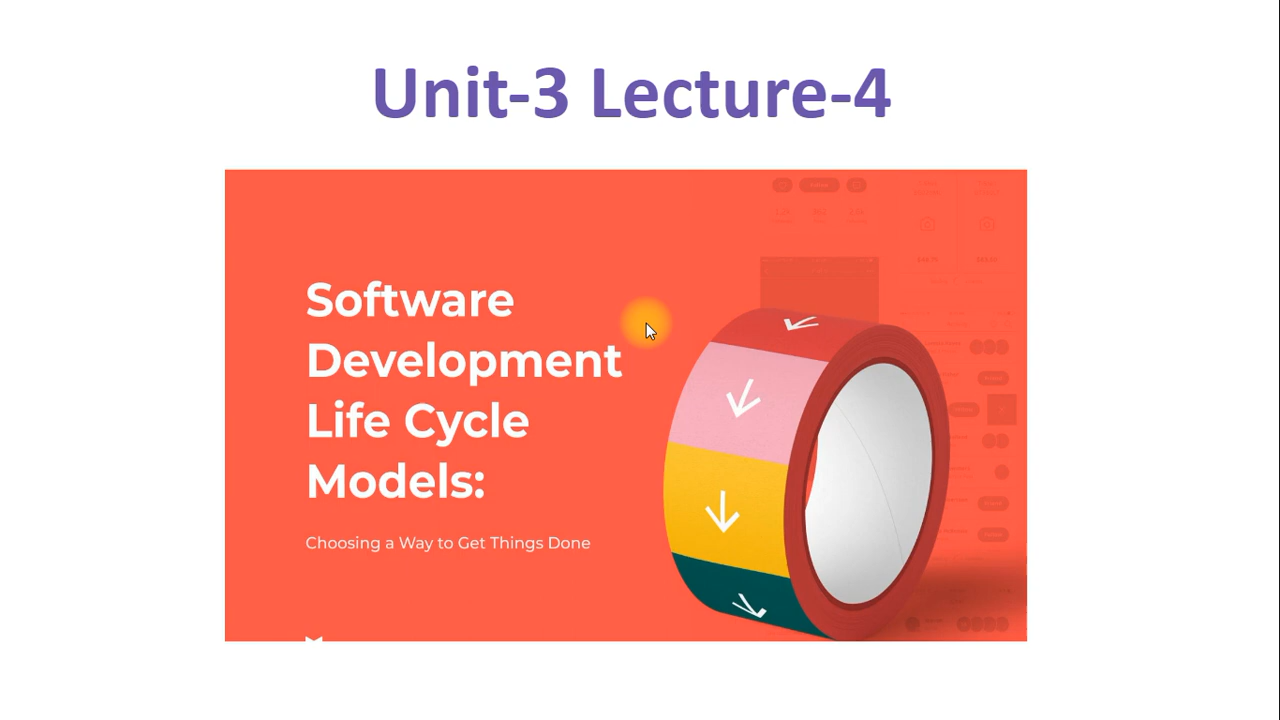 Unit-3 Lecture-4
Software
Development
Life Cycle
Models:
Choosing a Way to Get Things Done